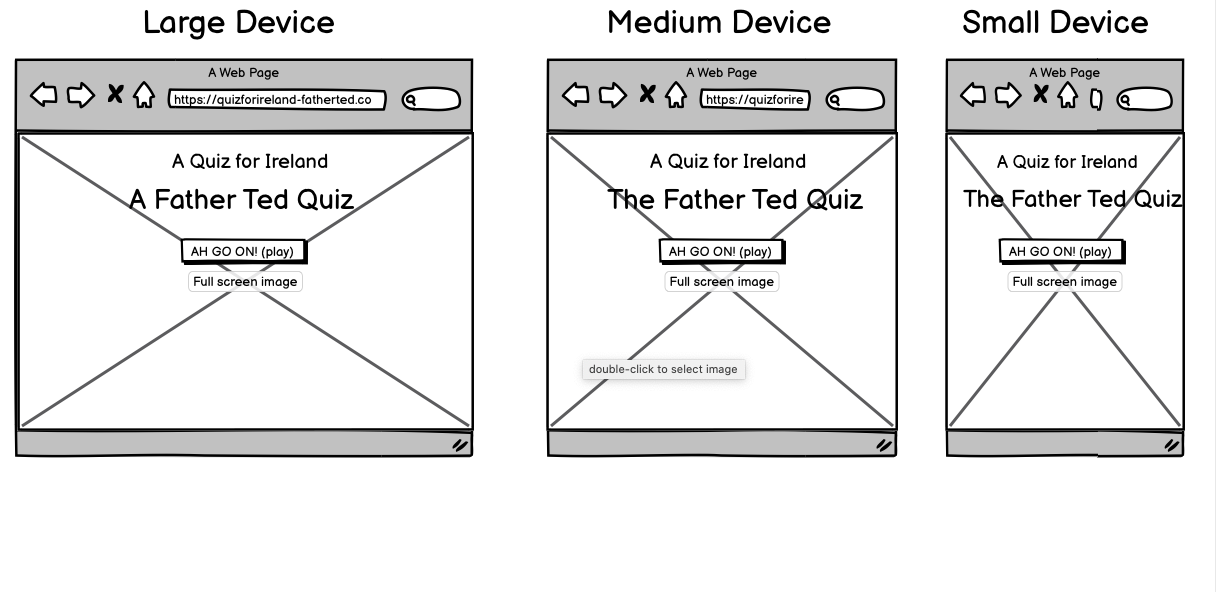 Large Device
A Web Page
https://quizforireland-fatherted.co
A Quiz for Ireland
A Father Ted Quiz
AH GO ON! (play)
Full screen image
Medium Device
A Web Page
https://quizforire
A Quiz for Ireland
The Father Ted Quiz
AH GO ON! (play)
Full screen image
double-click to select image
Small Device
A Web Page
A Quiz for Ireland
The Father Ted Quiz
AH GO ON! (play)
Full screen image